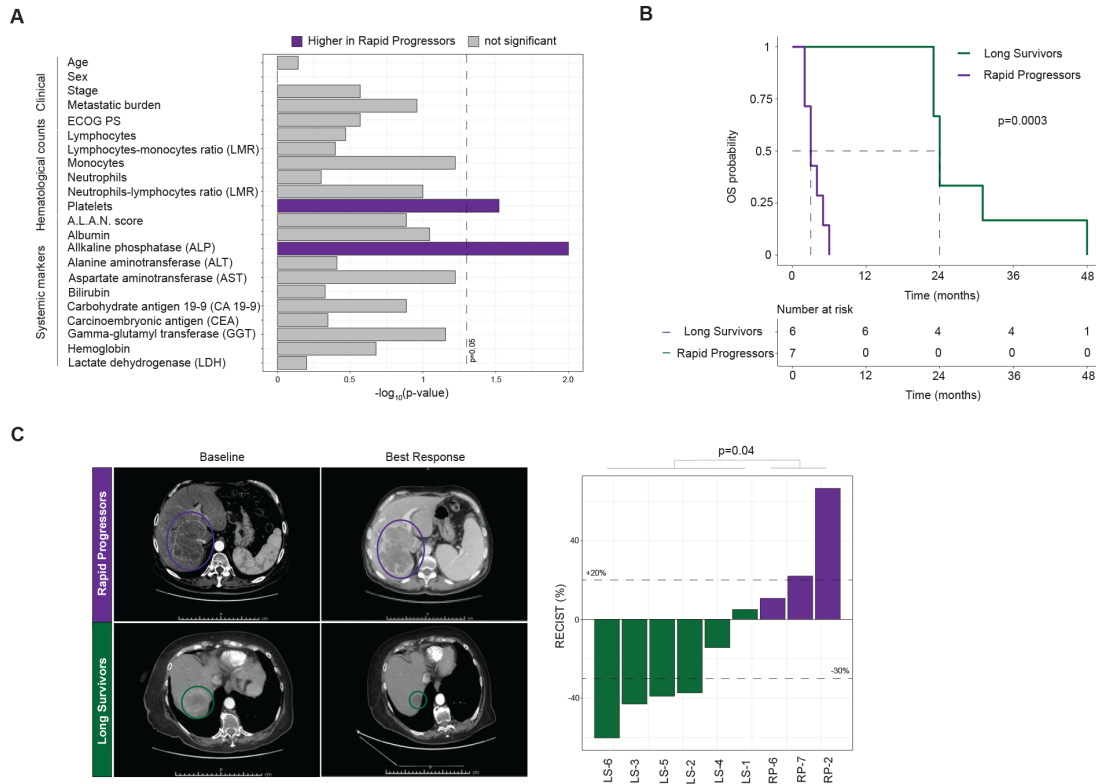 A
Higher in Rapid Progressors not significant
Clinical
Hematological counts
Systemic markers
Age
Sex
Stage
Metastatic burden
ECOG PS
Lymphocytes
Lymphocytes-monocytes ratio (LMR)
Monocytes
Neutrophils
Neutrophils-lymphocytes ratio (LMR)
Platelets
A.L.A.N. score
Albumin
Allkaline phosphatase (ALP)
Alanine aminotransferase (ALT)
Aspartate aminotransferase (AST)
Bilirubin
Carbohydrate antigen 19-9 (CA 19-9)
Carcinoembryonic antigen (CEA)
Gamma-glutamyl transferase (GGT)
Hemoglobin
Lactate dehydrogenase (LDH)
p=0.05
0 0.5 1.0 1.5 2.0
-log10(p-value)
B
Long Survivors
Rapid Progressors
p=0.0003
OS probability
1
0.75
0.5
0.25
0
0 12 24 36 48
Time (months)
Number at risk
Long Survivors 6 6 4 4 1
Rapid Progressors 7 0 0 0 0
0 12 24 36 48
Time (months)
C
Baseline Best Response
Rapid Progressors
Long Survivors
p=0.04
RECIST (%)
40
+20%
0
-30%
-40
LS-6 LS-3 LS-5 LS-2 LS-4 LS-1 RP-6 RP-7 RP-2